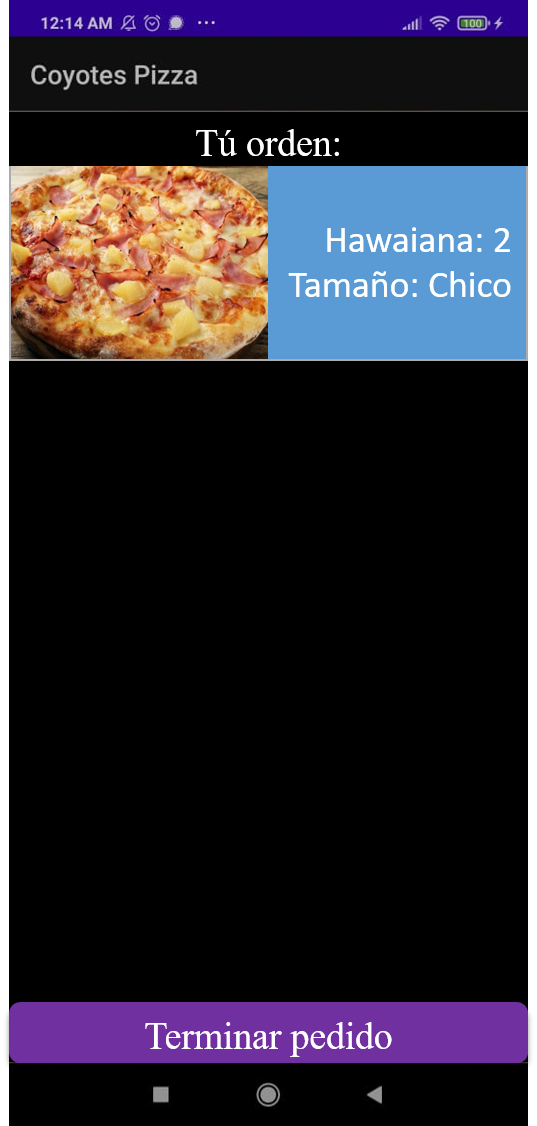 12:14 AM ... 100
Coyotes Pizza
Tú orden:
Hawaiana: 2
Tamaño: Chico
Terminar pedido